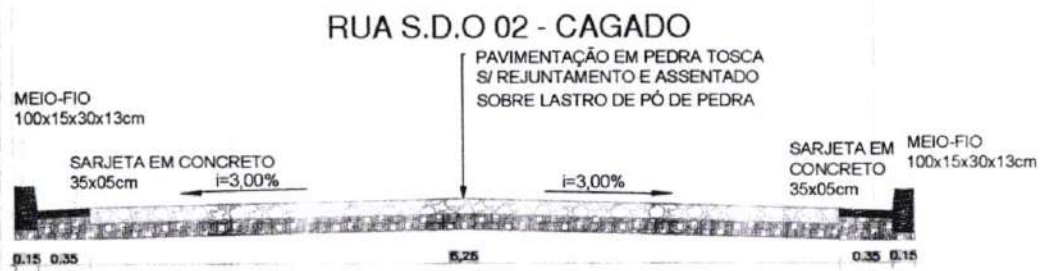 RUA S.D.O 02 - CAGADO
PAVIMENTAÇÃO EM PEDRA TOSCA
S/ REJUNTAMENTO E ASSENTADO
SOBRE LASTRO DE PÓ DE PEDRA
MEIO-FIO
100x15x30x13cm
SARJETA EM CONCRETO
35x05cm
i=3,00%
i=3,00%
SARJETA EM
CONCRETO
35x05cm
MEIO-FIO
100x15x30x13cm
0,15 0,35 6,25 0,35 0,15